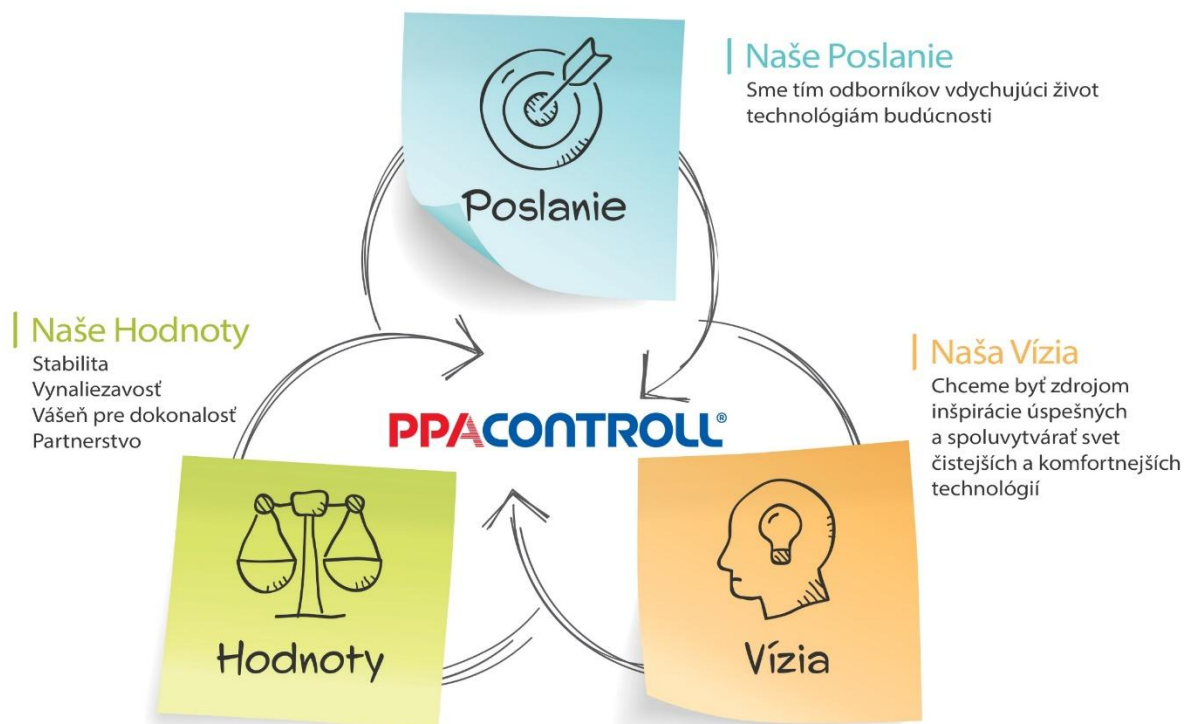 Naše Poslanie
Sme tím odborníkov vdychujúci život
technológiám budúcnosti
Poslanie
Naše Hodnoty
Stabilita
Vynaliezavosť
Vášeň pre dokonalosť
Partnerstvo
Naša Vízia
Chceme byť zdrojom
inšpirácie úspešných
a spoluvytvárať svet
čistejších a komfortnejších
technológií
PPACONTROLL®
Hodnoty
Vízia